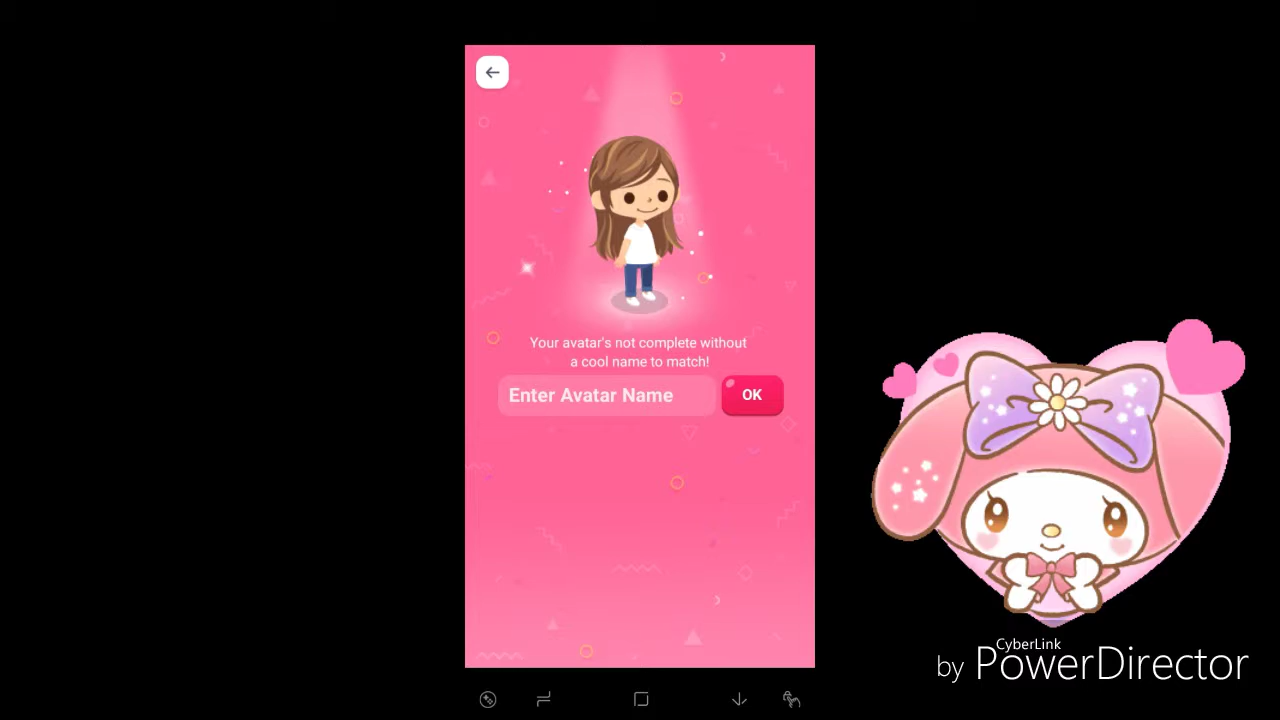 Your avatar's not complete without
a cool name to match!
Enter Avatar Name
OK
CyberLink
by PowerDirector